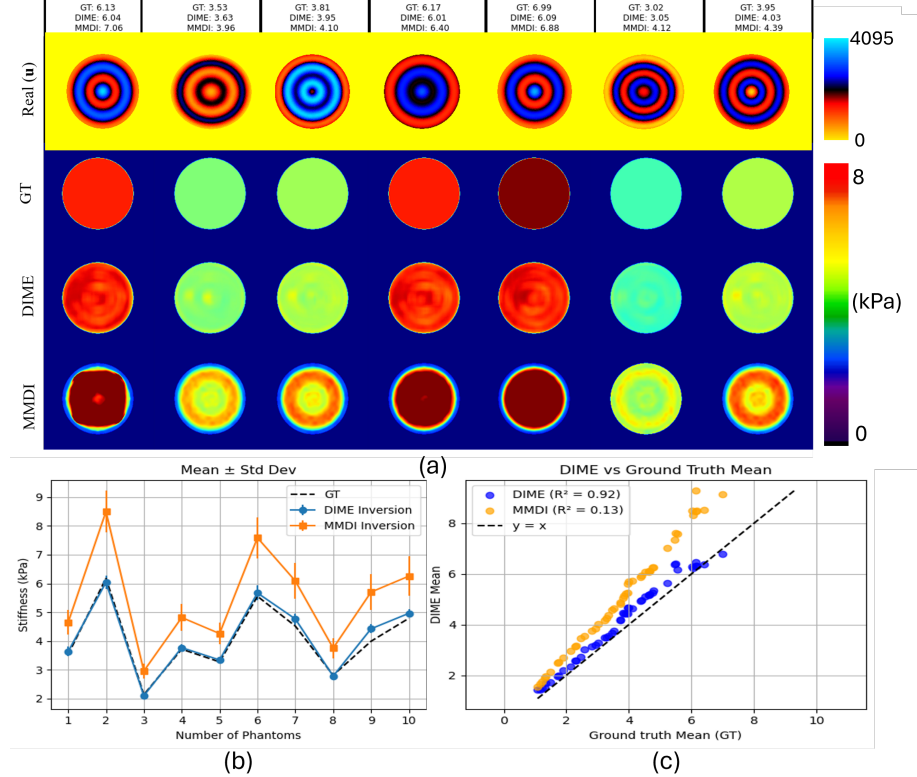 GT: 6.13 GT: 3.53 GT: 3.81 GT: 6.17 GT: 6.99 GT: 3.02 GT: 3.95
DIME: 6.04 DIME: 3.63 DIME: 3.95 DIME: 6.01 DIME: 6.09 DIME: 3.05 DIME: 4.03
MMDI: 7.06 MMDI: 3.96 MMDI: 4.10 MMDI: 6.40 MMDI: 6.88 MMDI: 4.12 MMDI: 4.39
Real (u)
4095
0
GT
8
DIME
(kPa)
MMDI
0
(a)
Mean ± Std Dev
GT
DIME Inversion
MMDI Inversion
Stiffness (kPa)
9
8
7
6
5
4
3
2
1 2 3 4 5 6 7 8 9 10
Number of Phantoms
(b)
DIME vs Ground Truth Mean
DIME (R² = 0.92)
MMDI (R² = 0.13)
y = x
DIME Mean
8
6
4
2
0 2 4 6 8 10
Ground truth Mean (GT)
(c)